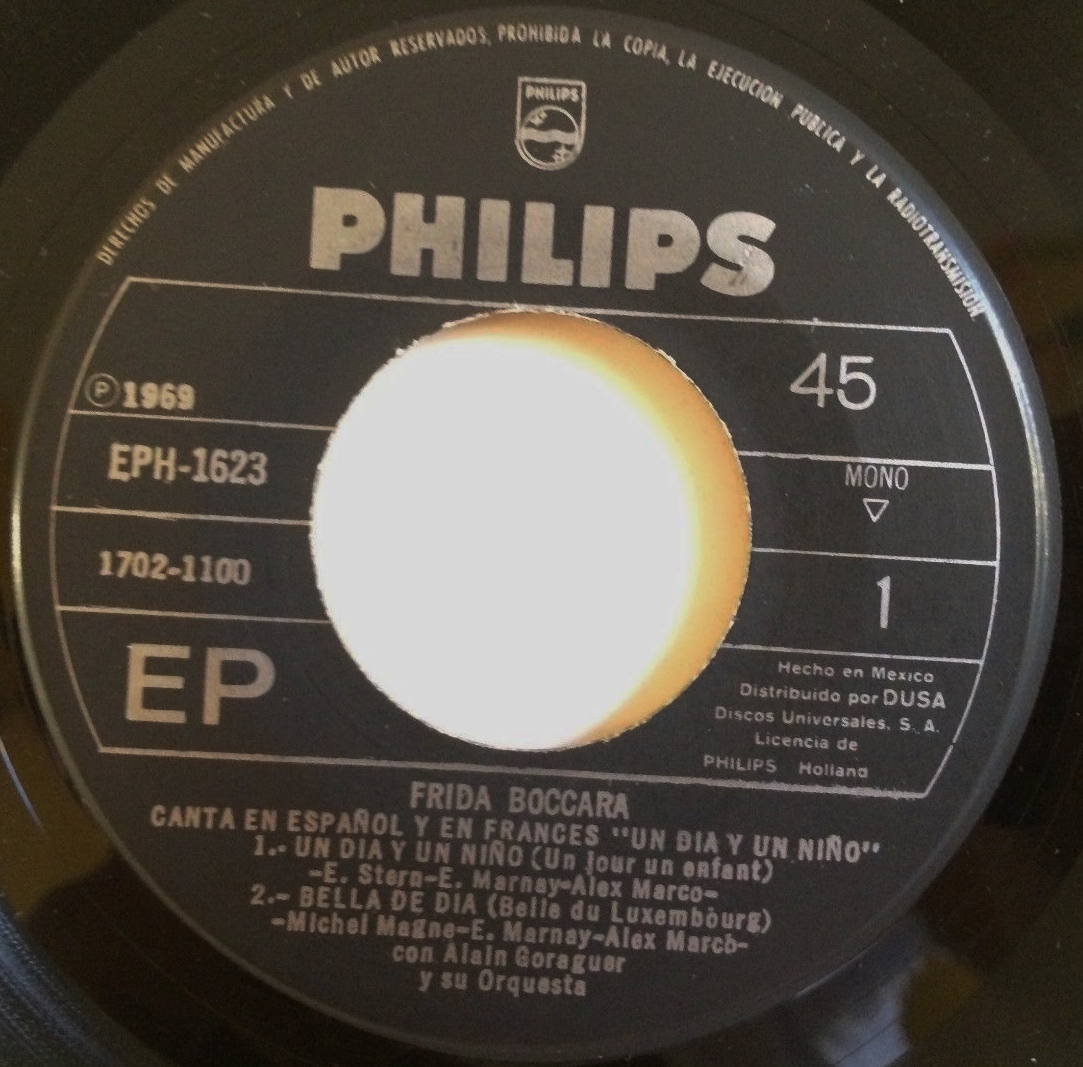 DERECHOS DE MANUFACTURA Y DE AUTOR RESERVADOS, PROHIBIDA LA COPIA, LA EJECUCION PUBLICA Y LA RADIOTRANSMISION.
PHILIPS
PHILIPS
45
Ⓟ1969
EPH-1623
MONO
1702-1100
1
EP
Hecho en Mexico
Distribuido por DUSA
Discos Universales, S. A.
Licencia de
PHILIPS Holland
FRIDA BOCCARA
CANTA EN ESPAÑOL Y EN FRANCES "UN DIA Y UN NIÑO"
1.- UN DIA Y UN NIÑO (Un jour un enfant)
-E. Stern-E. Marnay-Alex Marco-
2.- BELLA DE DIA (Belle du Luxembourg)
-Michel Magne-E. Marnay-Alex Marco-
con Alain Goraguer
y su Orquesta